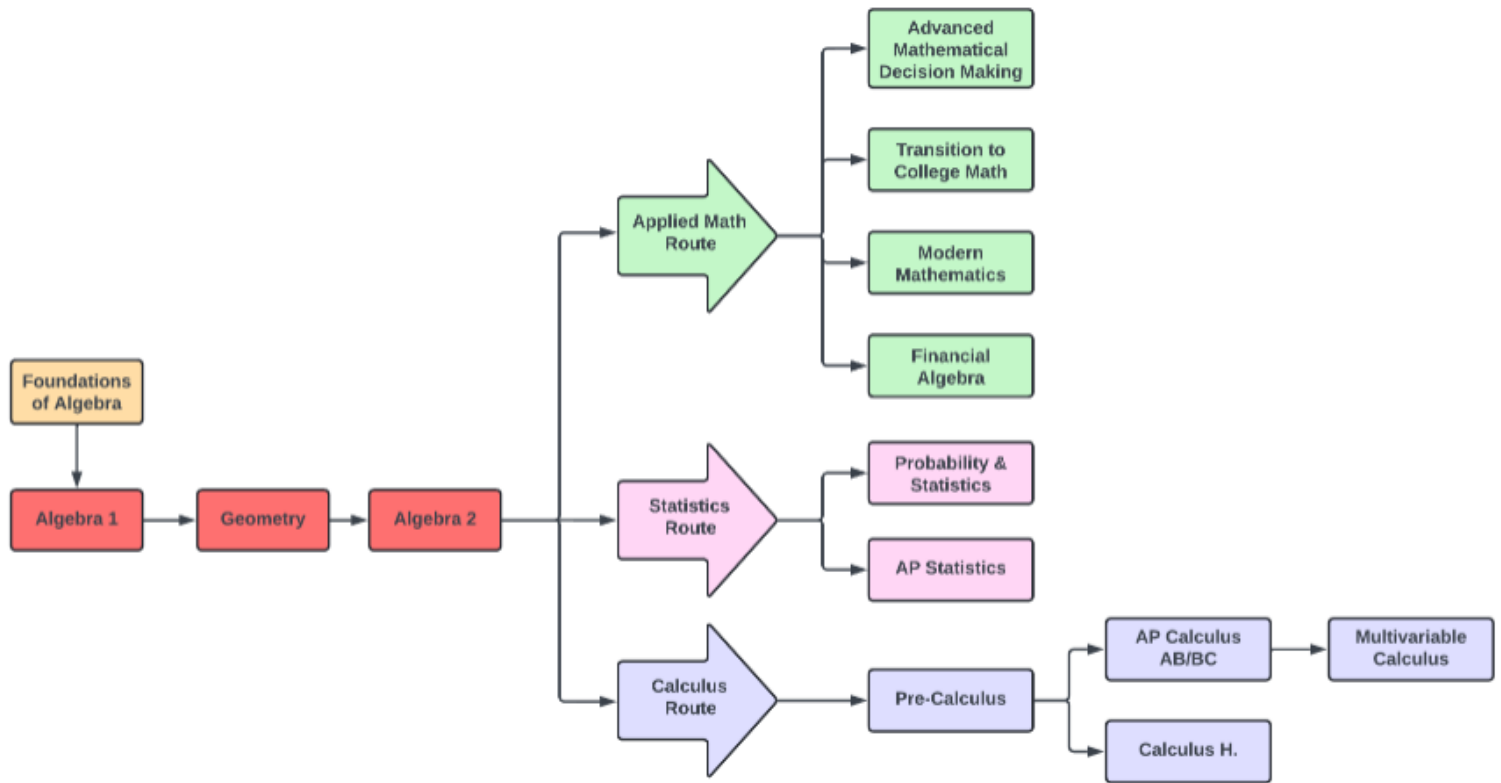 Advanced
Mathematical
Decision Making
Transition to
College Math
Applied Math
Route
Modern
Mathematics
Financial
Algebra
Foundations
of Algebra
Algebra 1
Geometry
Algebra 2
Statistics
Route
Probability &
Statistics
AP Statistics
Calculus
Route
Pre-Calculus
AP Calculus
AB/BC
Multivariable
Calculus
Calculus H.